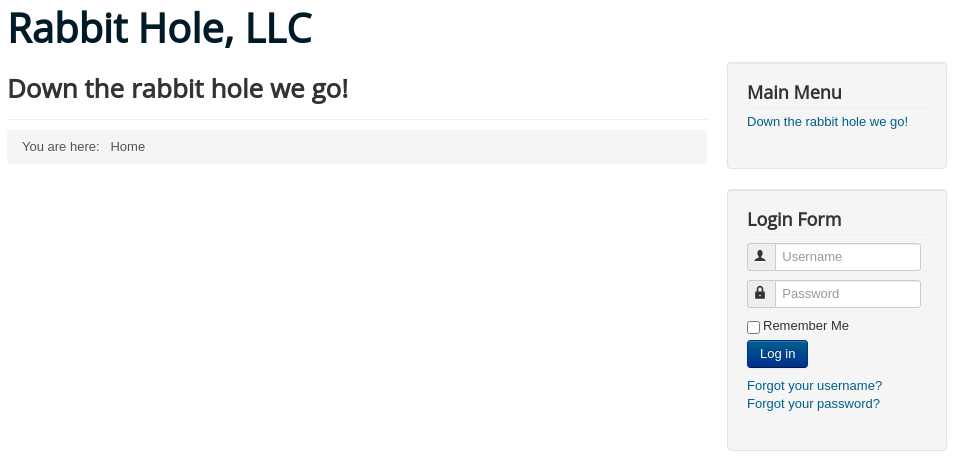 Rabbit Hole, LLC
Down the rabbit hole we go!
You are here: Home
Main Menu
Down the rabbit hole we go!
Login Form
Username
Password
Remember Me
Log in
Forgot your username?
Forgot your password?